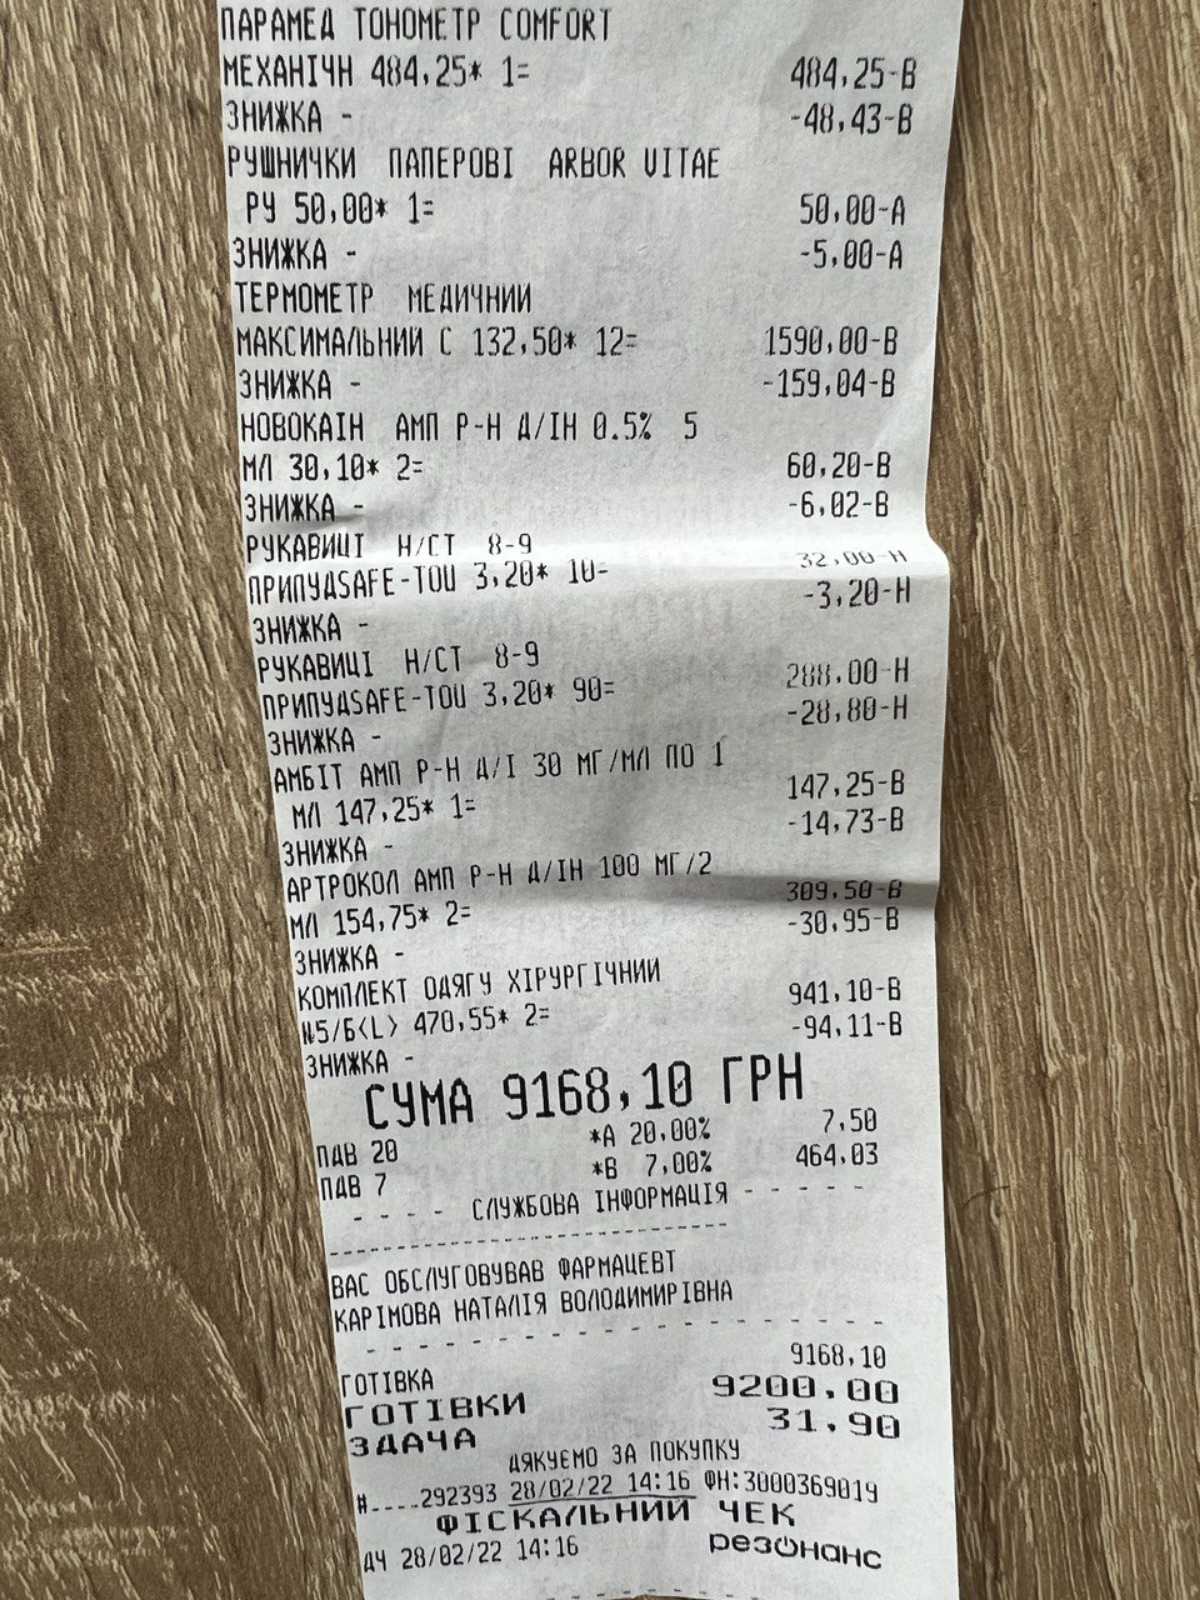 ПАРАМЕД ТОНОМЕТР COMFORT
МЕХАНІЧН 484,25* 1= 484,25-В
ЗНИЖКА - -48,43-В
РУШНИЧКИ ПАПЕРОВІ ARBOR VITAE
РУ 50,00* 1= 50,00-А
ЗНИЖКА - -5,00-А
ТЕРМОМЕТР МЕДИЧНИЙ
МАКСИМАЛЬНИЙ С 132,50* 12= 1590,00-В
ЗНИЖКА - -159,04-В
НОВОКАІН АМП Р-Н Д/ІН 0.5% 5
МЛ 30,10* 2= 60,20-В
ЗНИЖКА - -6,02-В
РУКАВИЦІ Н/СТ 8-9
ПРИПУДSAFE-TOU 3,20* 10= 32,00-Н
ЗНИЖКА - -3,20-Н
РУКАВИЦІ Н/СТ 8-9
ПРИПУДSAFE-TOU 3,20* 90= 288,00-Н
ЗНИЖКА - -28,80-Н
АМБІТ АМП Р-Н Д/І 30 МГ/МЛ ПО 1
МЛ 147,25* 1= 147,25-В
ЗНИЖКА - -14,73-В
АРТРОКОЛ АМП Р-Н Д/ІН 100 МГ/2
МЛ 154,75* 2= 309,50-В
ЗНИЖКА - -30,95-В
КОМПЛЕКТ ОДЯГУ ХІРУРГІЧНИЙ
№5/Б<L> 470,55* 2= 941,10-В
ЗНИЖКА - -94,11-В
СУМА 9168,10 ГРН
ПДВ 20 *А 20,00% 7,50
ПДВ 7 *В 7,00% 464,03
- - - - СЛУЖБОВА ІНФОРМАЦІЯ - - - - -
------------------------------
ВАС ОБСЛУГОВУВАВ ФАРМАЦЕВТ
КАРІМОВА НАТАЛІЯ ВОЛОДИМИРІВНА
- - - - - - - - - - - - - - - - - - - -
ГОТІВКА 9168,10
ГОТІВКИ 9200,00
ЗДАЧА 31,90
ДЯКУЄМО ЗА ПОКУПКУ
#....292393 28/02/22 14:16 ФН:3000369019
ФІСКАЛЬНИЙ ЧЕК
ДЧ 28/02/22 14:16 резонанс